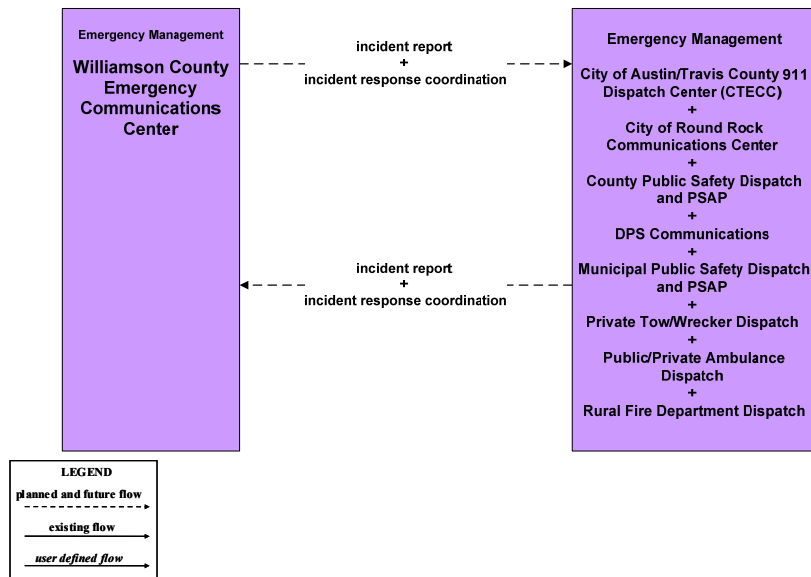 Emergency Management
Williamson County
Emergency
Communications
Center
incident report
+
incident response coordination
incident report
+
incident response coordination
Emergency Management
City of Austin/Travis County 911
Dispatch Center (CTECC)
+
City of Round Rock
Communications Center
+
County Public Safety Dispatch
and PSAP
+
DPS Communications
+
Municipal Public Safety Dispatch
and PSAP
+
Private Tow/Wrecker Dispatch
+
Public/Private Ambulance
Dispatch
+
Rural Fire Department Dispatch
LEGEND
planned and future flow
existing flow
user defined flow